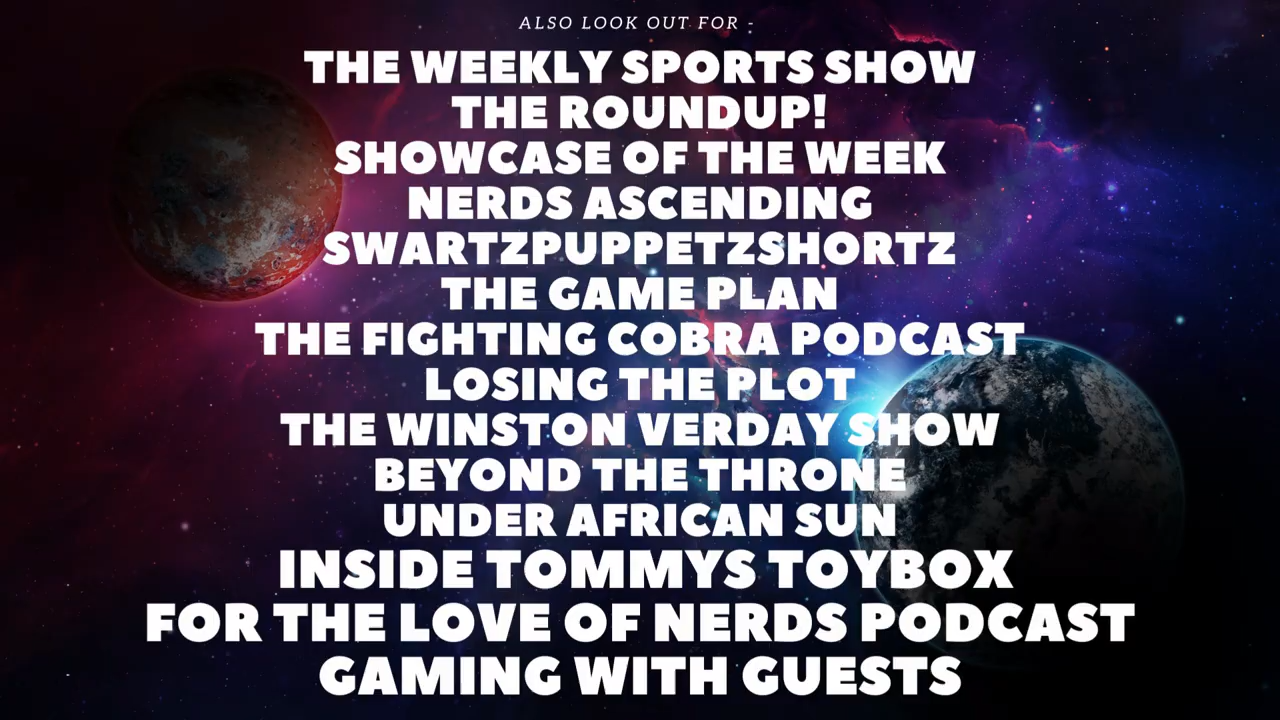 ALSO LOOK OUT FOR -
THE WEEKLY SPORTS SHOW
THE ROUNDUP!
SHOWCASE OF THE WEEK
NERDS ASCENDING
SWARTZPUPPETZSHORTZ
THE GAME PLAN
THE FIGHTING COBRA PODCAST
LOSING THE PLOT
THE WINSTON VERDAY SHOW
BEYOND THE THRONE
UNDER AFRICAN SUN
INSIDE TOMMYS TOYBOX
FOR THE LOVE OF NERDS PODCAST
GAMING WITH GUESTS